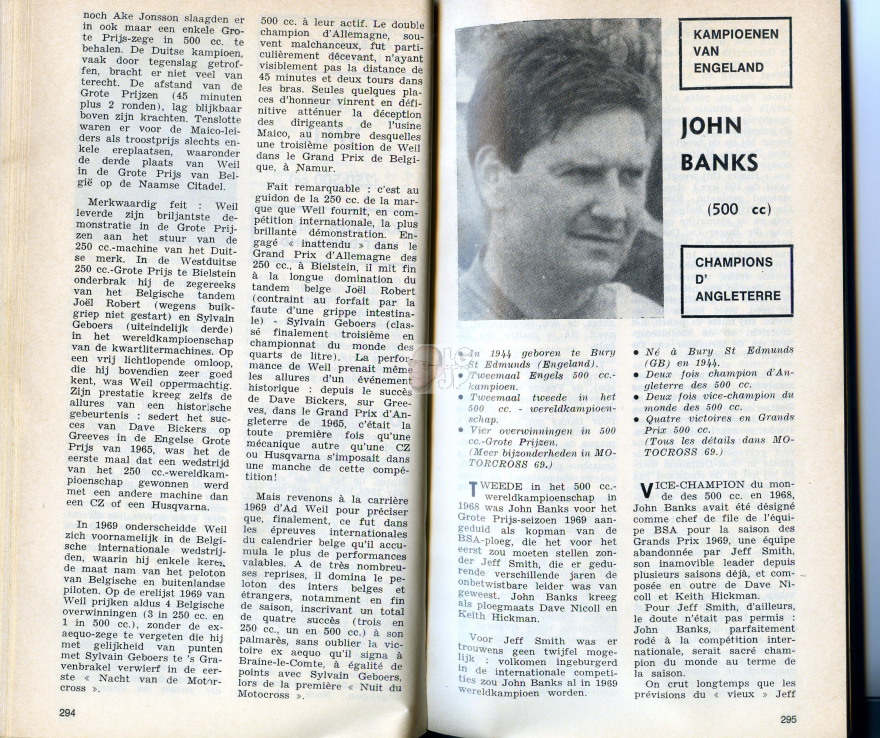 noch Ake Jonsson slaagden er
in ook maar een enkele Gro-
te Prijs-zege in 500 cc. te
behalen. De Duitse kampioen,
vaak door tegenslag getrof-
fen, bracht er niet veel van
terecht. De afstand van de
Grote Prijzen (45 minuten
plus 2 ronden), lag blijkbaar
boven zijn krachten. Tenslotte
waren er voor de Maico-lei-
ders als troostprijs slechts en-
kele ereplaatsen, waaronder
de derde plaats van Weil
in de Grote Prijs van Bel-
gië op de Naamse Citadel.
Merkwaardig feit : Weil
leverde zijn briljantste de-
monstratie in de Grote Prij-
zen aan het stuur van de
250 cc.-machine van het Duit-
se merk. In de Westduitse
250 cc.-Grote Prijs te Bielstein
onderbrak hij de zegereeks
van het Belgische tandem
Joël Robert (wegens buik-
griep niet gestart) en Sylvain
Geboers (uiteindelijk derde)
in het wereldkampioenschap
van de kwartlitermachines. Op
een vrij lichtlopende omloop,
die hij bovendien zeer goed
kent, was Weil oppermachtig.
Zijn prestatie kreeg zelfs de
allures van een historische
gebeurtenis : sedert het suc-
ces van Dave Bickers op
Greeves in de Engelse Grote
Prijs van 1965, was het de
eerste maal dat een wedstrijd
van het 250 cc.-wereldkam-
pioenschap gewonnen werd
met een andere machine dan
een CZ of een Husqvarna.
In 1969 onderscheidde Weil
zich voornamelijk in de Belgi-
sche internationale wedstrij-
den, waarin hij enkele keren
de maat nam van het peloton
van Belgische en buitenlandse
piloten. Op de erelijst 1969 van
Weil prijken aldus 4 Belgische
overwinningen (3 in 250 cc. en
1 in 500 cc.), zonder de ex-
aequo-zege te vergeten die hij
met gelijkheid van punten
met Sylvain Geboers te 's Gra-
venbrakel verwierf in de eer-
ste « Nacht van de Motor-
cross ».
294
500 cc. à leur actif. Le double
champion d'Allemagne, sou-
vent malchanceux, fut parti-
culièrement décevant, n'ayant
visiblement pas la distance de
45 minutes et deux tours dans
les bras. Seules quelques pla-
ces d'honneur vinrent en défi-
nitive atténuer la déception
des dirigeants de l'usine
Maico, au nombre desquelles
une troisième position de Weil
dans le Grand Prix de Belgi-
que, à Namur.
Fait remarquable : c'est au
guidon de la 250 cc. de la mar-
que que Weil fournit, en com-
pétition internationale, la plus
brillante démonstration. En-
gagé « inattendu » dans le
Grand Prix d'Allemagne des
250 cc., à Bielstein, il mit fin
à la longue domination du
tandem belge Joël Robert
(contraint au forfait par la
faute d'une grippe intestina-
le) - Sylvain Geboers (clas-
sé finalement troisième en
championnat du monde des
quarts de litre). La perfor-
mance de Weil prenait même
les allures d'un événement
historique : depuis le succès
de Dave Bickers, sur Gree-
ves, dans le Grand Prix d'An-
gleterre de 1965, c'était la
toute première fois qu'une
mécanique autre qu'une CZ
ou Husqvarna s'imposait dans
une manche de cette compé-
tition!
Mais revenons à la carrière
1969 d'Ad Weil pour préciser
que, finalement, ce fut dans
les épreuves internationales
du calendrier belge qu'il accu-
mula le plus de performances
valables. A de très nombreu-
ses reprises, il domina le pe-
loton des inters belges et
étrangers, notamment en fin
de saison, inscrivant un total
de quatre succès (trois en
250 cc., un en 500 cc.) à son
palmarès, sans oublier la vic-
toire ex aequo qu'il signa à
Braine-le-Comte, à égalité de
points avec Sylvain Geboers,
lors de la première « Nuit du
Motocross ».
KAMPIOENEN
VAN
ENGELAND
JOHN
BANKS
(500 cc)
CHAMPIONS
D'
ANGLETERRE
In 1944 geboren te Bury
St Edmunds (Engeland).
Tweemaal Engels 500 cc.-
kampioen.
● Tweemaal tweede in het
500 cc. - wereldkampioen-
schap.
● Vier overwinningen in 500
cc.-Grote Prijzen.
(Meer bijzonderheden in MO-
TORCROSS 69.)
TWEEDE in het 500 cc.-
wereldkampioenschap in
1968 was John Banks voor het
Grote Prijs-seizoen 1969 aan-
geduid als kopman van de
BSA-ploeg, die het voor het
eerst zou moeten stellen zon-
der Jeff Smith, die er gedu-
rende verschillende jaren de
onbetwistbare leider was van
geweest. John Banks kreeg
als ploegmaats Dave Nicoll en
Keith Hickman.
Voor Jeff Smith was er
trouwens geen twijfel moge-
lijk : volkomen ingeburgerd
in de internationale competi-
ties zou John Banks al in 1969
wereldkampioen worden.
● Né à Bury St Edmunds
(GB) en 1944.
● Deux fois champion d'An-
gleterre des 500 cc.
● Deux fois vice-champion du
monde des 500 cc.
● Quatre victoires en Grands
Prix 500 cc.
(Tous les détails dans MO-
TOCROSS 69.)
VICE-CHAMPION du mon-
de des 500 cc. en 1968,
John Banks avait été désigné
comme chef de file de l'équi-
pe BSA pour la saison des
Grands Prix 1969, une équipe
abandonnée par Jeff Smith,
son inamovible leader depuis
plusieurs saisons déjà, et com-
posée en outre de Dave Ni-
coll et Keith Hickman.
Pour Jeff Smith, d'ailleurs,
le doute n'était pas permis :
John Banks, parfaitement
rodé à la compétition inter-
nationale, serait sacré cham-
pion du monde au terme de
la saison.
On crut longtemps que les
prévisions du « vieux » Jeff
295